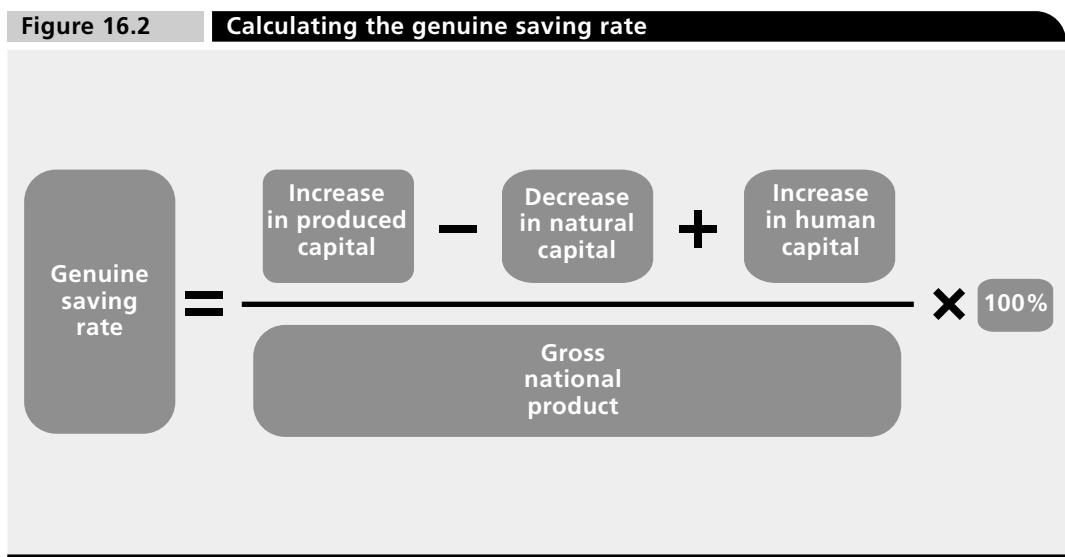 Figure 16.2 Calculating the genuine saving rate
Genuine
saving
rate
=
Increase
in produced
capital
−
Decrease
in natural
capital
+
Increase
in human
capital
Gross
national
product
×
100%